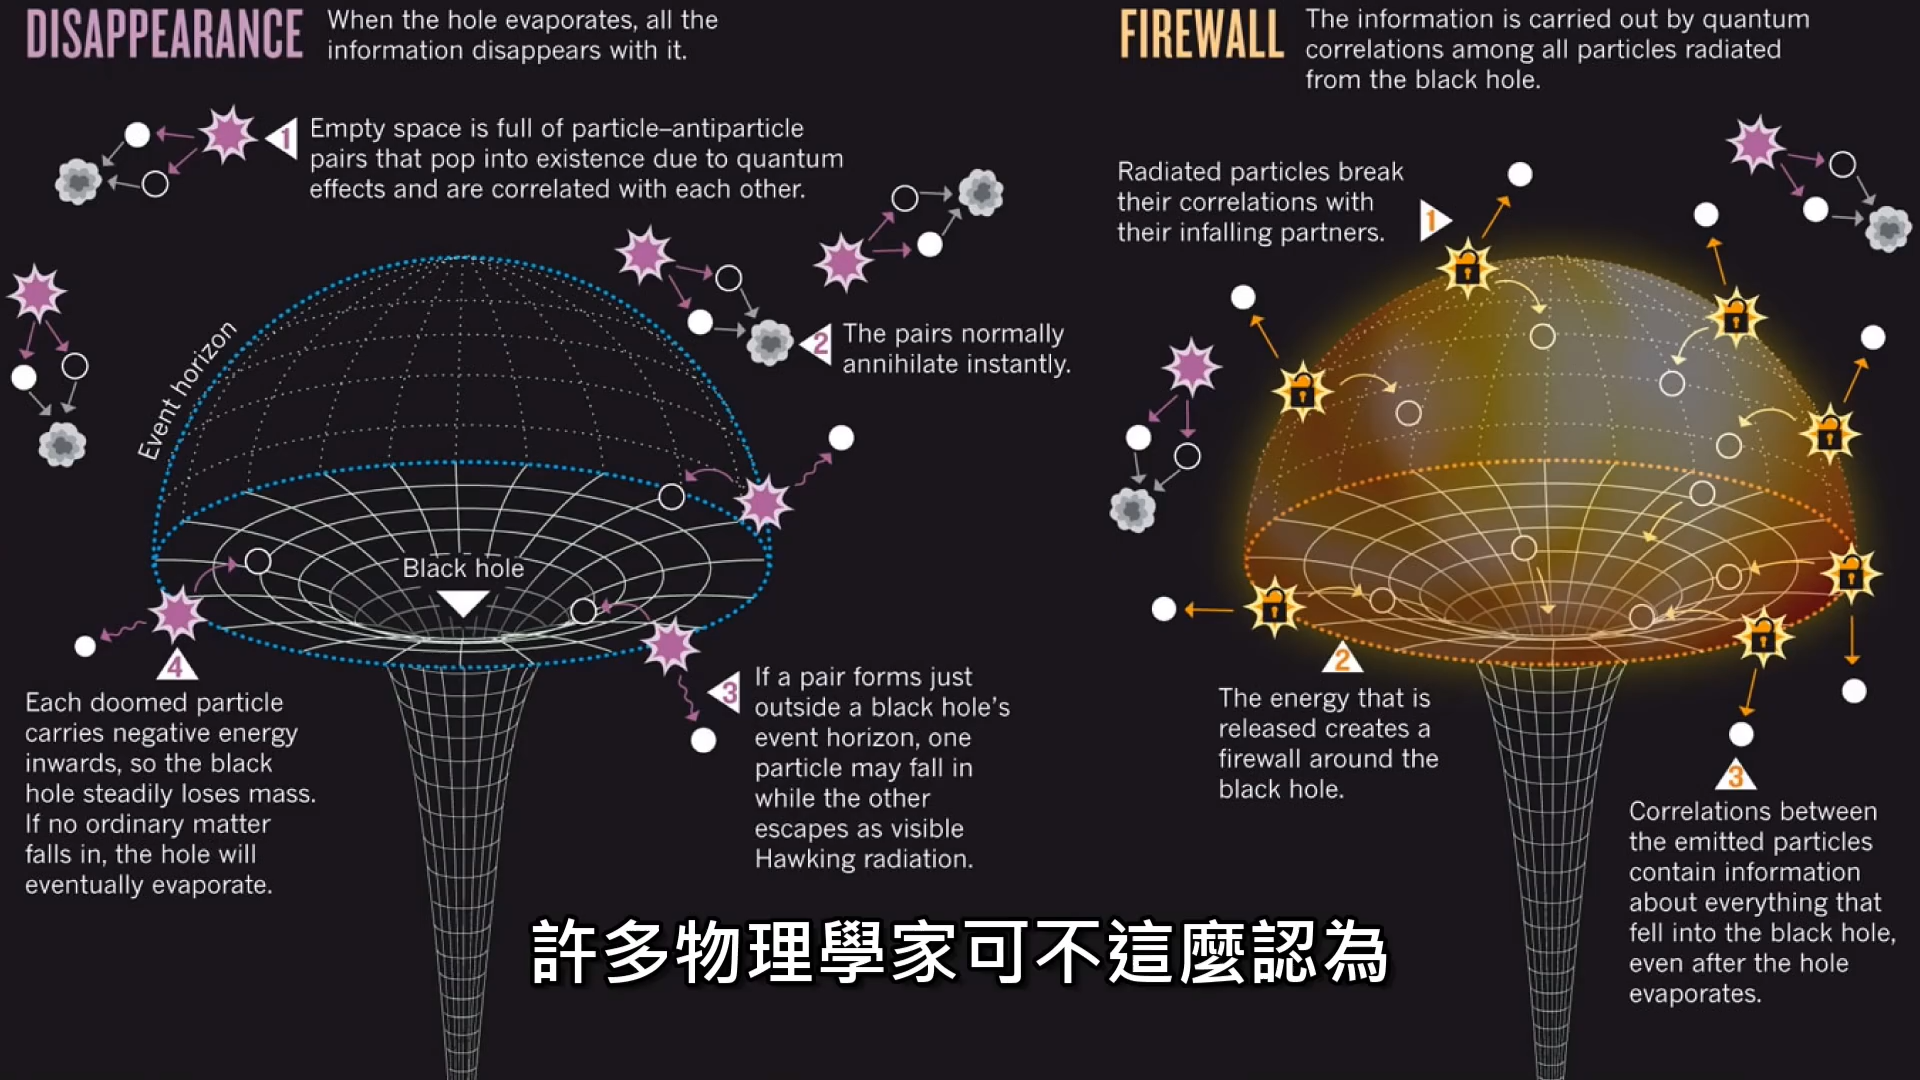 DISAPPEARANCE
When the hole evaporates, all the
information disappears with it.
1
Empty space is full of particle–antiparticle
pairs that pop into existence due to quantum
effects and are correlated with each other.
Event horizon
2
The pairs normally
annihilate instantly.
Black hole
4
Each doomed particle
carries negative energy
inwards, so the black
hole steadily loses mass.
If no ordinary matter
falls in, the hole will
eventually evaporate.
3
If a pair forms just
outside a black hole’s
event horizon, one
particle may fall in
while the other
escapes as visible
Hawking radiation.
FIREWALL
The information is carried out by quantum
correlations among all particles radiated
from the black hole.
Radiated particles break
their correlations with
their infalling partners.
1
2
The energy that is
released creates a
firewall around the
black hole.
3
Correlations between
the emitted particles
contain information
about everything that
fell into the black hole,
even after the hole
evaporates.
許多物理學家可不這麼認為